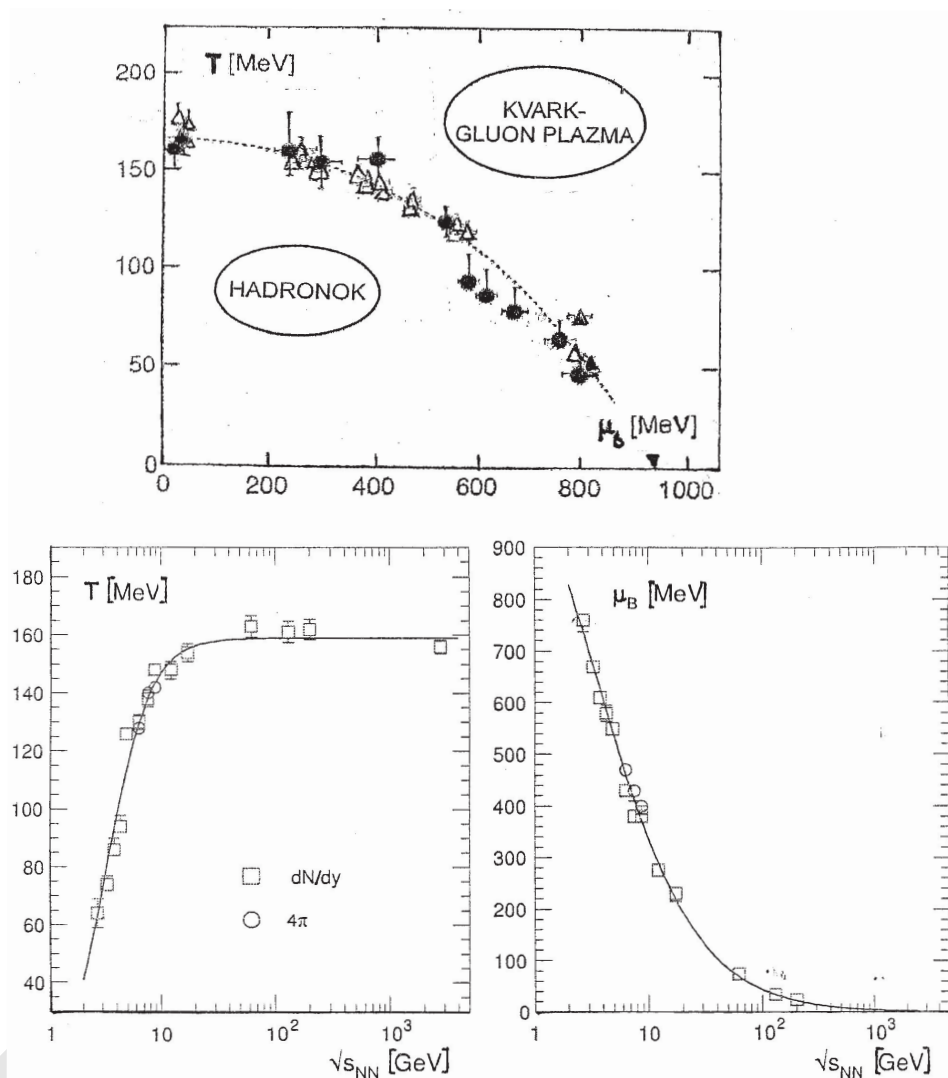 T [MeV]
200
150
100
50
0
KVARK-
GLUON PLAZMA
HADRONOK
μb [MeV]
0 200 400 600 800 1000
T [MeV]
180
160
140
120
100
80
60
40
dN/dy
4π
1 10 10² 10³
√sNN [GeV]
μB [MeV]
900
800
700
600
500
400
300
200
100
0
1 10 10² 10³
√sNN [GeV]